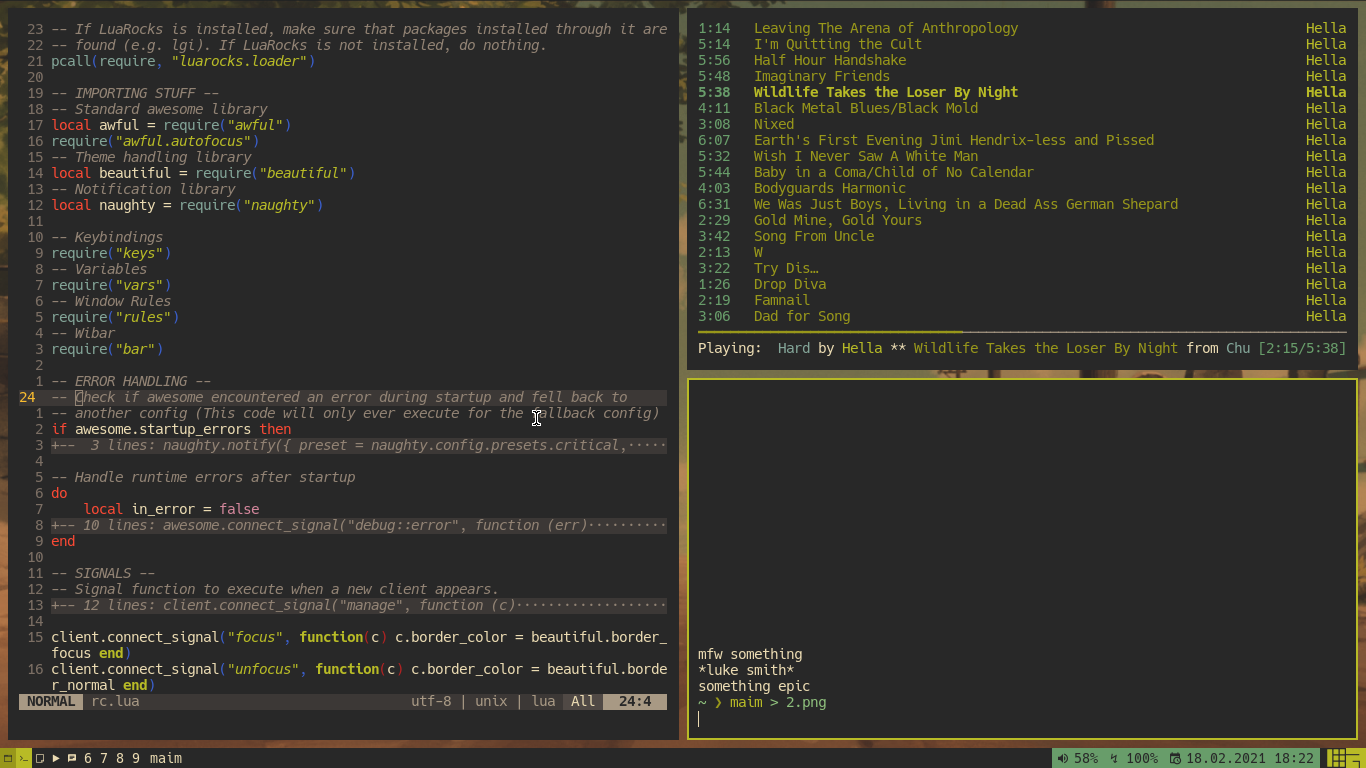 23 -- If LuaRocks is installed, make sure that packages installed through it are
22 -- found (e.g. lgi). If LuaRocks is not installed, do nothing.
21 pcall(require, "luarocks.loader")
20
19 -- IMPORTING STUFF --
18 -- Standard awesome library
17 local awful = require("awful")
16 require("awful.autofocus")
15 -- Theme handling library
14 local beautiful = require("beautiful")
13 -- Notification library
12 local naughty = require("naughty")
11
10 -- Keybindings
9 require("keys")
8 -- Variables
7 require("vars")
6 -- Window Rules
5 require("rules")
4 -- Wibar
3 require("bar")
2
1 -- ERROR HANDLING --
24 -- Check if awesome encountered an error during startup and fell back to
1 -- another config (This code will only ever execute for the fallback config)
2 if awesome.startup_errors then
3 +--  3 lines: naughty.notify({ preset = naughty.config.presets.critical,·····
4
5 -- Handle runtime errors after startup
6 do
7     local in_error = false
8 +-- 10 lines: awesome.connect_signal("debug::error", function (err)··········
9 end
10
11 -- SIGNALS --
12 -- Signal function to execute when a new client appears.
13 +-- 12 lines: client.connect_signal("manage", function (c)···················
14
15 client.connect_signal("focus", function(c) c.border_color = beautiful.border_
focus end)
16 client.connect_signal("unfocus", function(c) c.border_color = beautiful.borde
r_normal end)
NORMAL rc.lua utf-8 | unix | lua All 24:4
1:14 Leaving The Arena of Anthropology Hella
5:14 I'm Quitting the Cult Hella
5:56 Half Hour Handshake Hella
5:48 Imaginary Friends Hella
5:38 Wildlife Takes the Loser By Night Hella
4:11 Black Metal Blues/Black Mold Hella
3:08 Nixed Hella
6:07 Earth's First Evening Jimi Hendrix-less and Pissed Hella
5:32 Wish I Never Saw A White Man Hella
5:44 Baby in a Coma/Child of No Calendar Hella
4:03 Bodyguards Harmonic Hella
6:31 We Was Just Boys, Living in a Dead Ass German Shepard Hella
2:29 Gold Mine, Gold Yours Hella
3:42 Song From Uncle Hella
2:13 W Hella
3:22 Try Dis… Hella
1:26 Drop Diva Hella
2:19 Famnail Hella
3:06 Dad for Song Hella
Playing: Hard by Hella ** Wildlife Takes the Loser By Night from Chu [2:15/5:38]
mfw something
*luke smith*
something epic
~ ❯ maim > 2.png
6 7 8 9 maim
58% 100% 18.02.2021 18:22